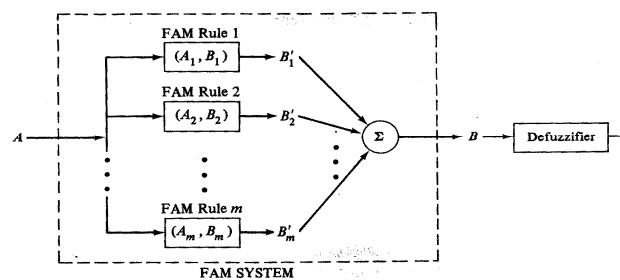 FAM Rule 1
(A₁, B₁)
B′₁
FAM Rule 2
(A₂, B₂)
B′₂
A
Σ
B
Defuzzifier
FAM Rule m
(Aₘ, Bₘ)
B′ₘ
FAM SYSTEM